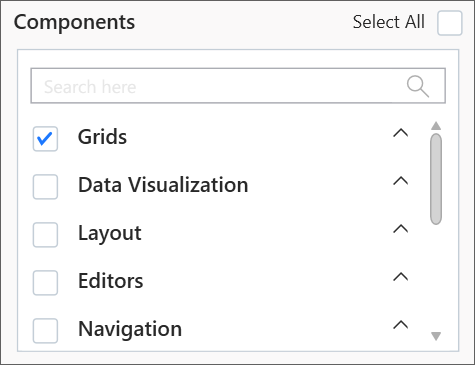 Components Select All
Search here
Grids
Data Visualization
Layout
Editors
Navigation